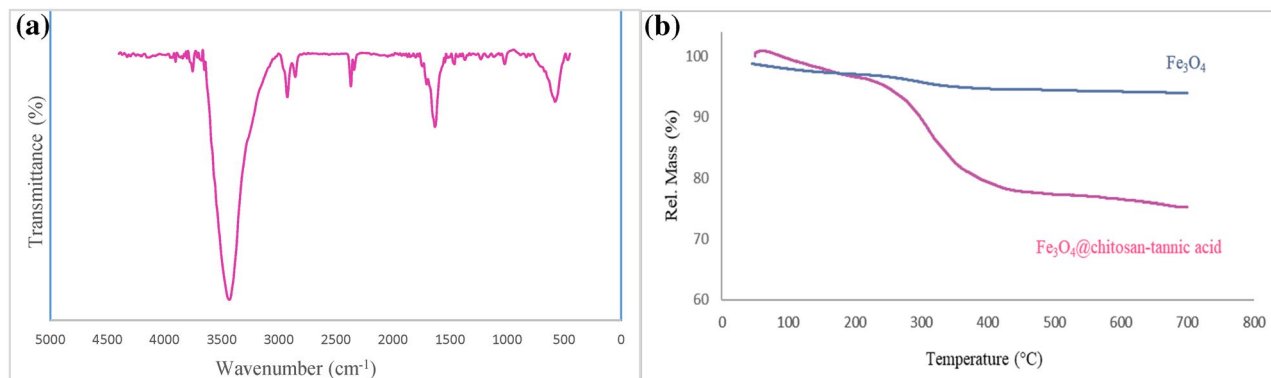 (a)
Transmittance (%)
5000 4500 4000 3500 3000 2500 2000 1500 1000 500 0
Wavenumber (cm⁻¹)
(b)
100
90
80
70
60
Rel. Mass (%)
Fe₃O₄
Fe₃O₄@chitosan-tannic acid
0 100 200 300 400 500 600 700 800
Temperature (°C)